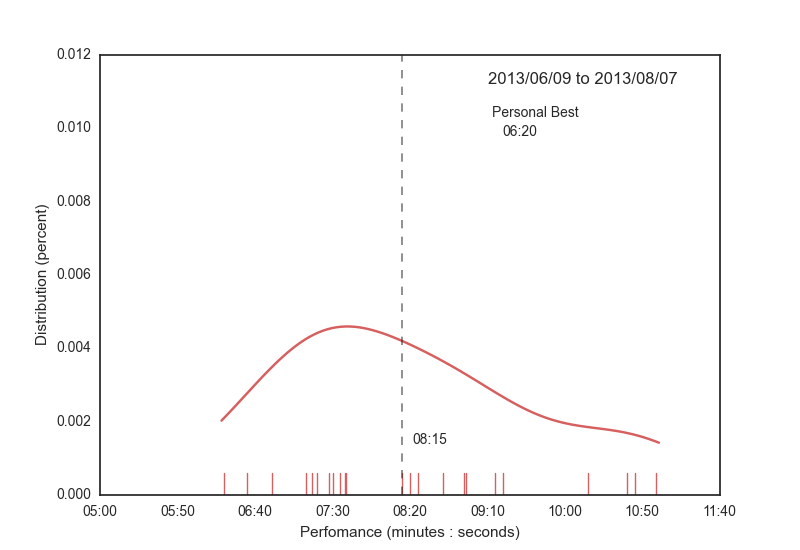 2013/06/09 to 2013/08/07
Personal Best
06:20
0.012
0.010
0.008
0.006
0.004
0.002
0.000
Distribution (percent)
08:15
05:00 05:50 06:40 07:30 08:20 09:10 10:00 10:50 11:40
Perfomance (minutes : seconds)